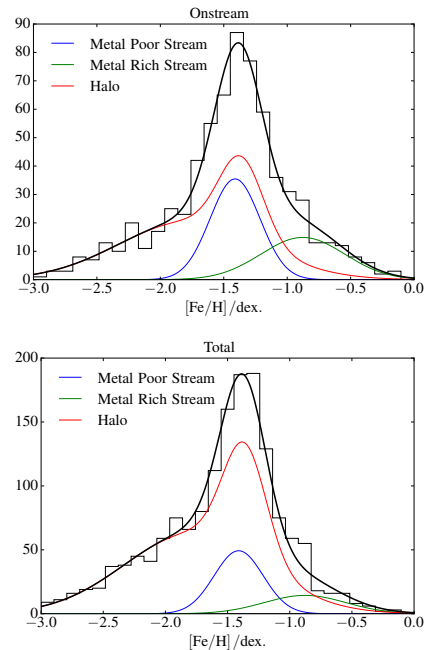 Onstream
90
80
70
60
50
40
30
20
10
0
Metal Poor Stream
Metal Rich Stream
Halo
−3.0 −2.5 −2.0 −1.5 −1.0 −0.5 0.0
[Fe/H]/dex.
Total
200
150
100
50
0
Metal Poor Stream
Metal Rich Stream
Halo
−3.0 −2.5 −2.0 −1.5 −1.0 −0.5 0.0
[Fe/H]/dex.